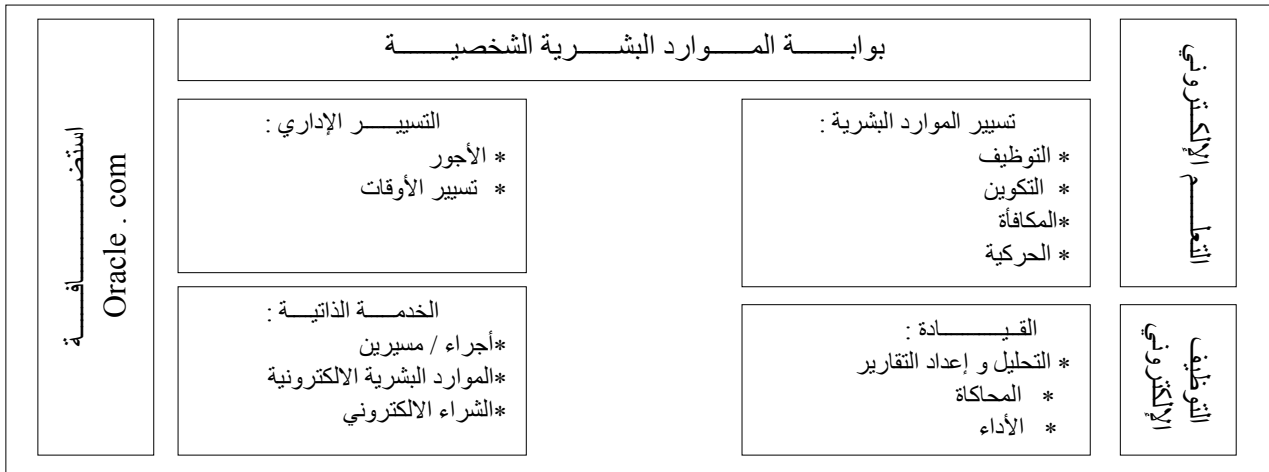 بوابة الموارد البشرية الشخصية
التعلم الإلكتروني
تسيير الموارد البشرية :
* التوظيف
* التكوين
*المكافأة
* الحركية
التسيير الإداري :
* الأجور
* تسيير الأوقات
استضافة
Oracle . com
التوظيف
الإلكتروني
القيادة :
* التحليل و إعداد التقارير
* المحاكاة
* الأداء
الخدمة الذاتية :
*أجراء / مسيرين
*الموارد البشرية الالكترونية
*الشراء الالكتروني